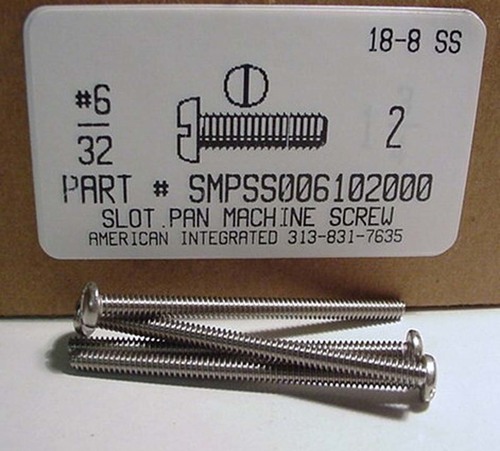 18-8 SS
#6
32
2
PART # SMPSS006102000
SLOT PAN MACHINE SCREW
AMERICAN INTEGRATED 313-831-7635